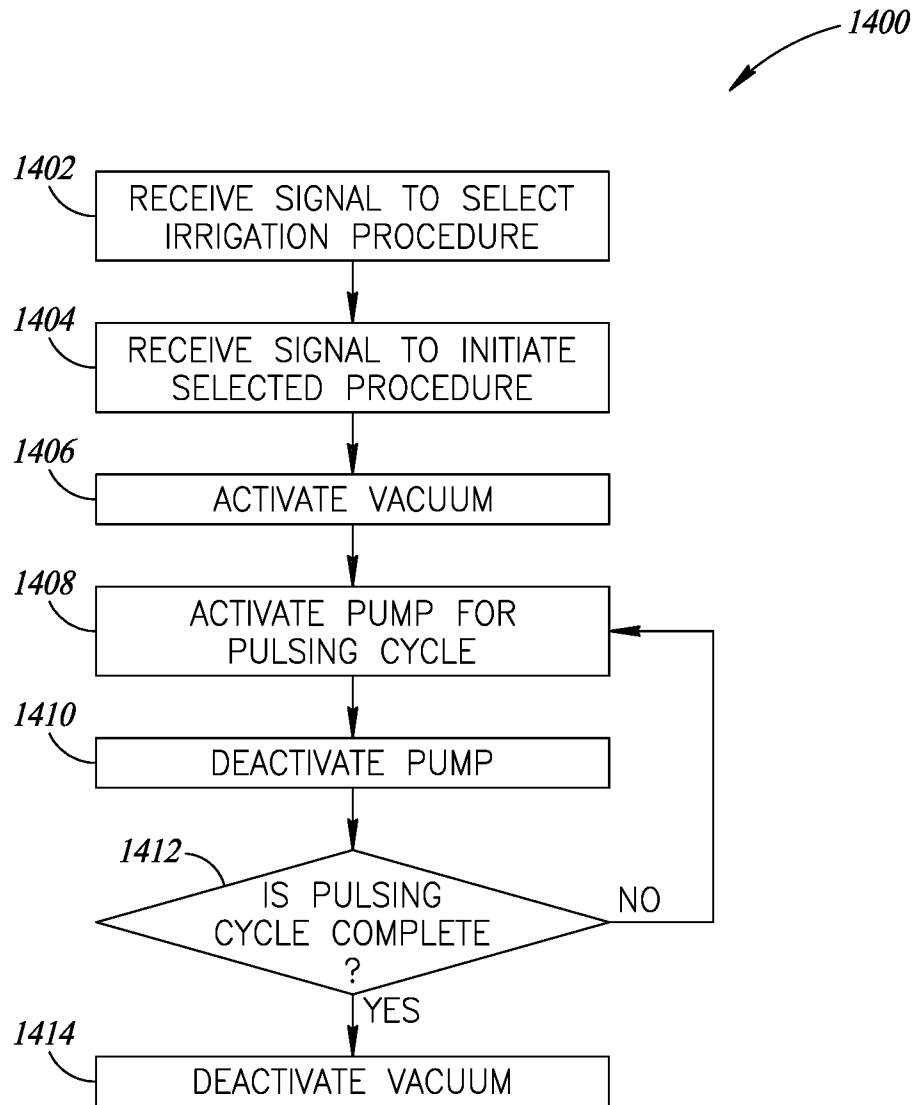 1400
1402
RECEIVE SIGNAL TO SELECT
IRRIGATION PROCEDURE
1404
RECEIVE SIGNAL TO INITIATE
SELECTED PROCEDURE
1406
ACTIVATE VACUUM
1408
ACTIVATE PUMP FOR
PULSING CYCLE
1410
DEACTIVATE PUMP
1412
IS PULSING
CYCLE COMPLETE
?
NO
YES
1414
DEACTIVATE VACUUM